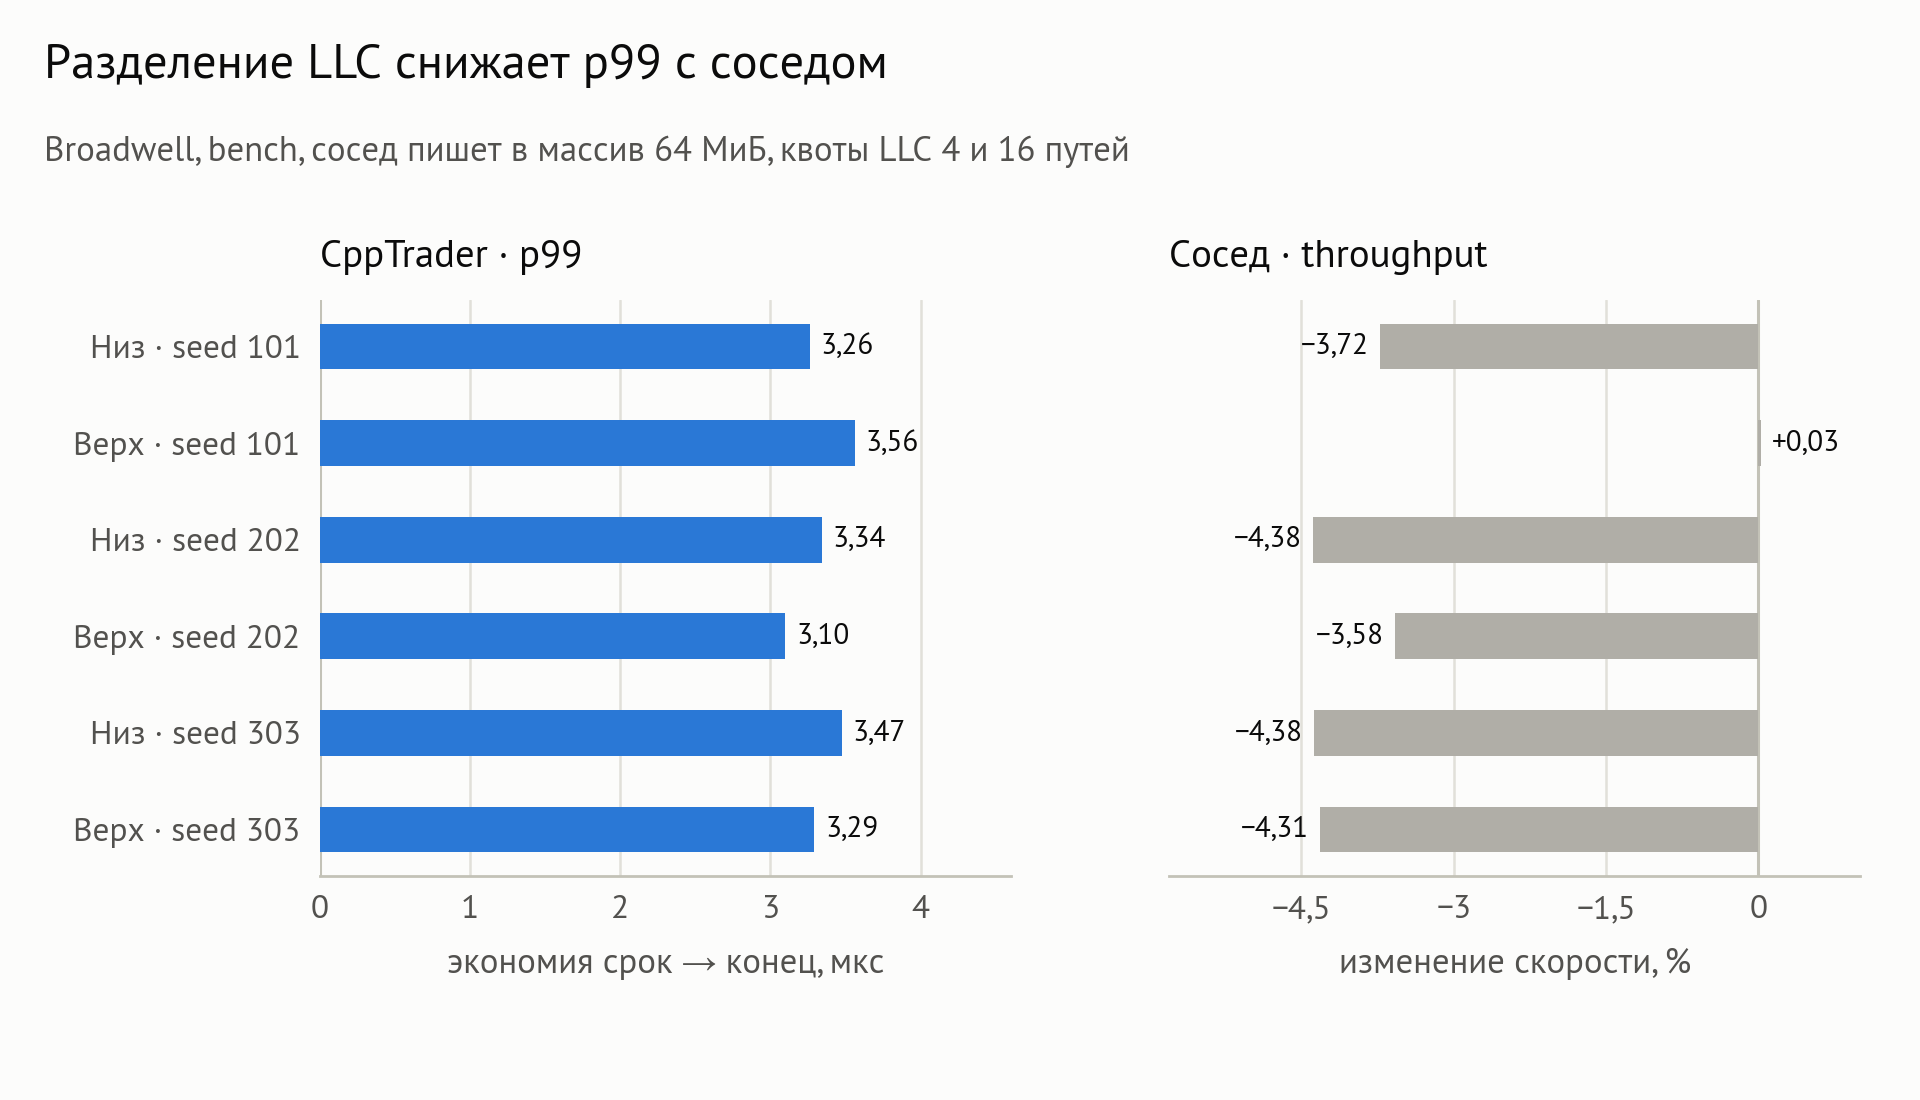 Разделение LLC снижает p99 с соседом
Broadwell, bench, сосед пишет в массив 64 МиБ, квоты LLC 4 и 16 путей
CppTrader · p99
Низ · seed 101
3,26
Верх · seed 101
3,56
Низ · seed 202
3,34
Верх · seed 202
3,10
Низ · seed 303
3,47
Верх · seed 303
3,29
0 1 2 3 4
экономия срок → конец, мкс
Сосед · throughput
−3,72
+0,03
−4,38
−3,58
−4,38
−4,31
−4,5 −3 −1,5 0
изменение скорости, %